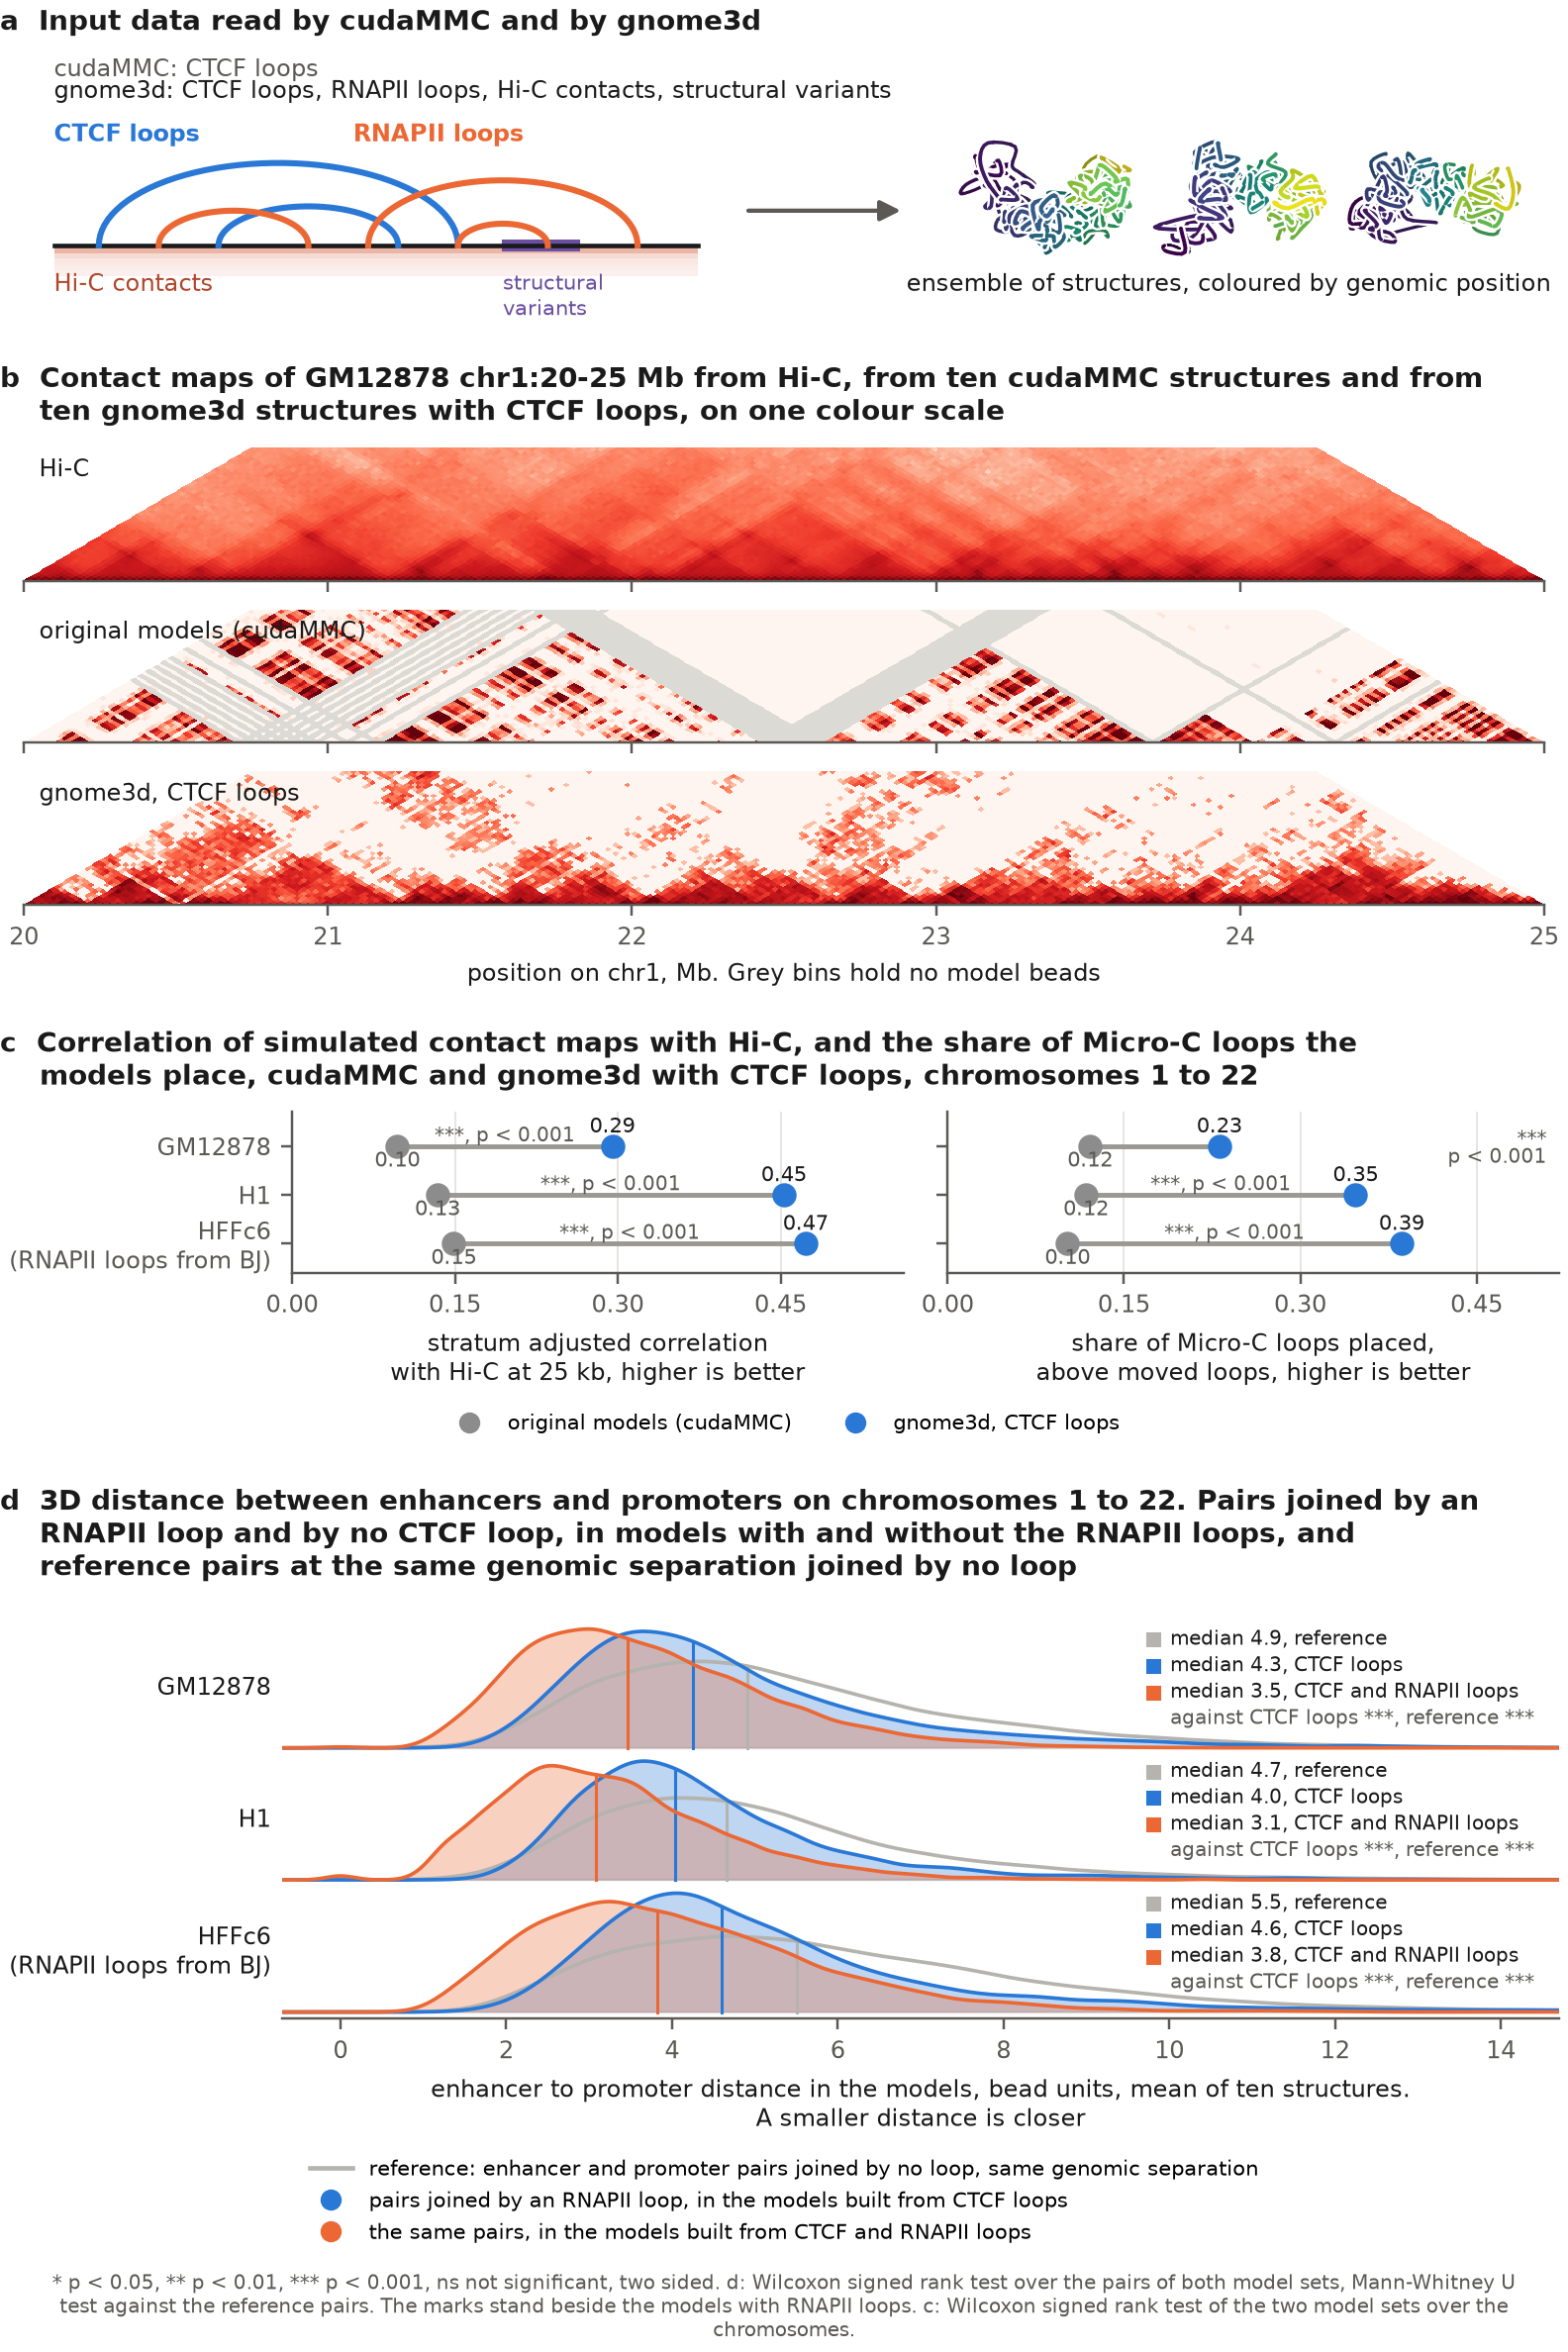 a Input data read by cudaMMC and by gnome3d
cudaMMC: CTCF loops
gnome3d: CTCF loops, RNAPII loops, Hi-C contacts, structural variants
CTCF loops
RNAPII loops
Hi-C contacts
structural
variants
ensemble of structures, coloured by genomic position
b Contact maps of GM12878 chr1:20-25 Mb from Hi-C, from ten cudaMMC structures and from
ten gnome3d structures with CTCF loops, on one colour scale
Hi-C
original models (cudaMMC)
gnome3d, CTCF loops
20 21 22 23 24 25
position on chr1, Mb. Grey bins hold no model beads
c Correlation of simulated contact maps with Hi-C, and the share of Micro-C loops the
models place, cudaMMC and gnome3d with CTCF loops, chromosomes 1 to 22
GM12878
H1
HFFc6
(RNAPII loops from BJ)
***, p < 0.001
0.29
0.10
***, p < 0.001
0.45
0.13
***, p < 0.001
0.47
0.15
0.00 0.15 0.30 0.45
stratum adjusted correlation
with Hi-C at 25 kb, higher is better
0.23
0.12
***
p < 0.001
***, p < 0.001
0.35
0.12
***, p < 0.001
0.39
0.10
0.00 0.15 0.30 0.45
share of Micro-C loops placed,
above moved loops, higher is better
original models (cudaMMC)
gnome3d, CTCF loops
d 3D distance between enhancers and promoters on chromosomes 1 to 22. Pairs joined by an
RNAPII loop and by no CTCF loop, in models with and without the RNAPII loops, and
reference pairs at the same genomic separation joined by no loop
GM12878
median 4.9, reference
median 4.3, CTCF loops
median 3.5, CTCF and RNAPII loops
against CTCF loops ***, reference ***
H1
median 4.7, reference
median 4.0, CTCF loops
median 3.1, CTCF and RNAPII loops
against CTCF loops ***, reference ***
HFFc6
(RNAPII loops from BJ)
median 5.5, reference
median 4.6, CTCF loops
median 3.8, CTCF and RNAPII loops
against CTCF loops ***, reference ***
0 2 4 6 8 10 12 14
enhancer to promoter distance in the models, bead units, mean of ten structures.
A smaller distance is closer
reference: enhancer and promoter pairs joined by no loop, same genomic separation
pairs joined by an RNAPII loop, in the models built from CTCF loops
the same pairs, in the models built from CTCF and RNAPII loops
* p < 0.05, ** p < 0.01, *** p < 0.001, ns not significant, two sided. d: Wilcoxon signed rank test over the pairs of both model sets, Mann-Whitney U
test against the reference pairs. The marks stand beside the models with RNAPII loops. c: Wilcoxon signed rank test of the two model sets over the
chromosomes.